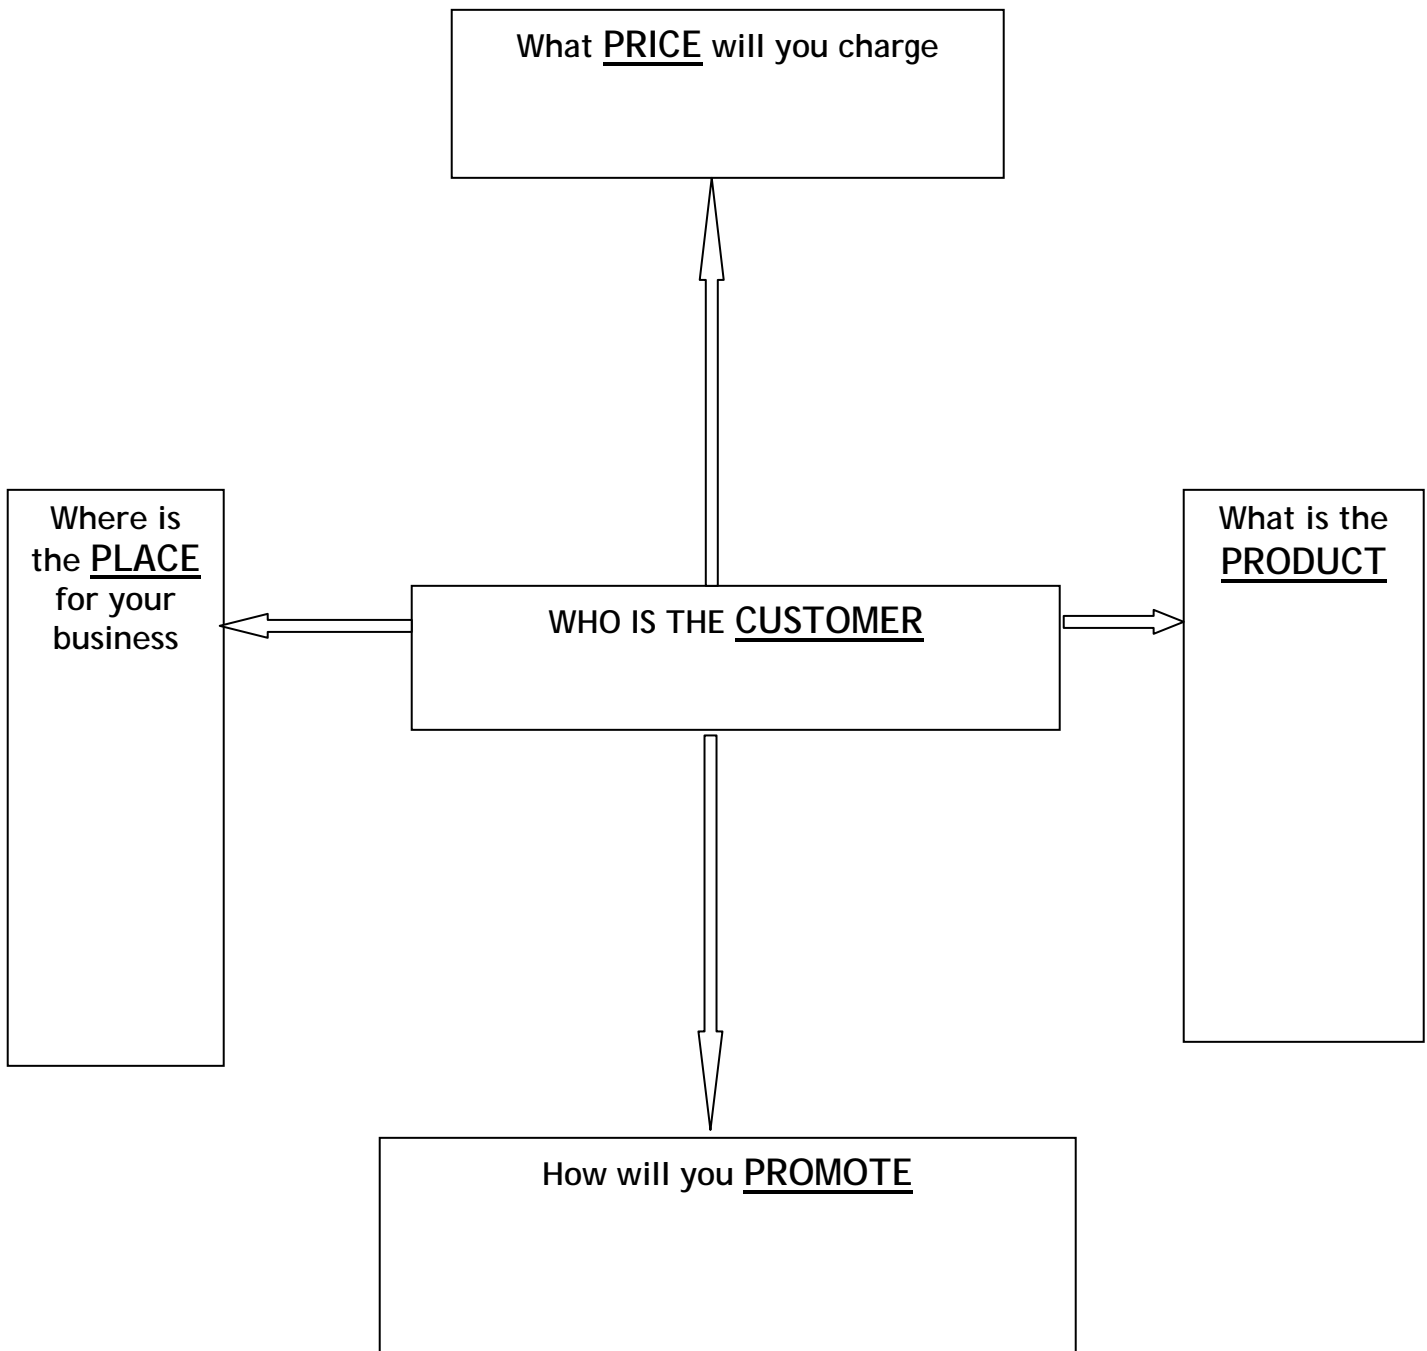 What PRICE will you charge
Where is
the PLACE
for your
business
WHO IS THE CUSTOMER
What is the
PRODUCT
How will you PROMOTE